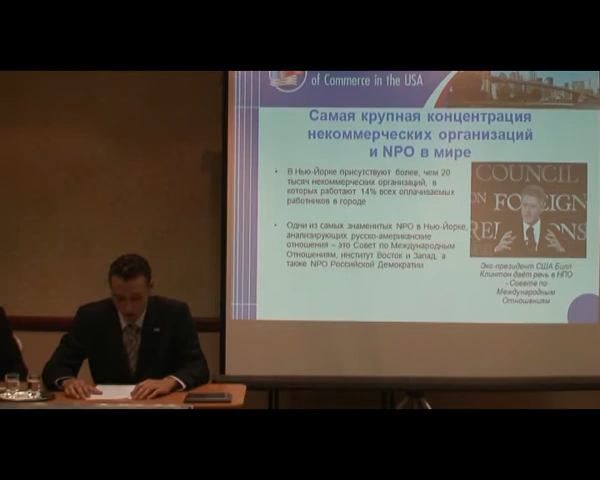 of Commerce in the USA
Самая крупная концентрация
некоммерческих организаций
и NPO в мире
• В Нью-Йорке присутствуют более, чем 20
тысяч некоммерческих организаций, в
которых работают 14% всех оплачиваемых
работников в городе
• Одни из самых знаменитых NPO в Нью-Йорке,
анализирующих русско-американские
отношения – это Совет по Международным
Отношениям, институт Восток и Запад, а
также NPO Российской Демократии
COUNCIL
ON FOREIGN
REL NS
Экс-президент США Билл
Клинтон даёт речь в НПО
- Совете по
Международным
Отношениям